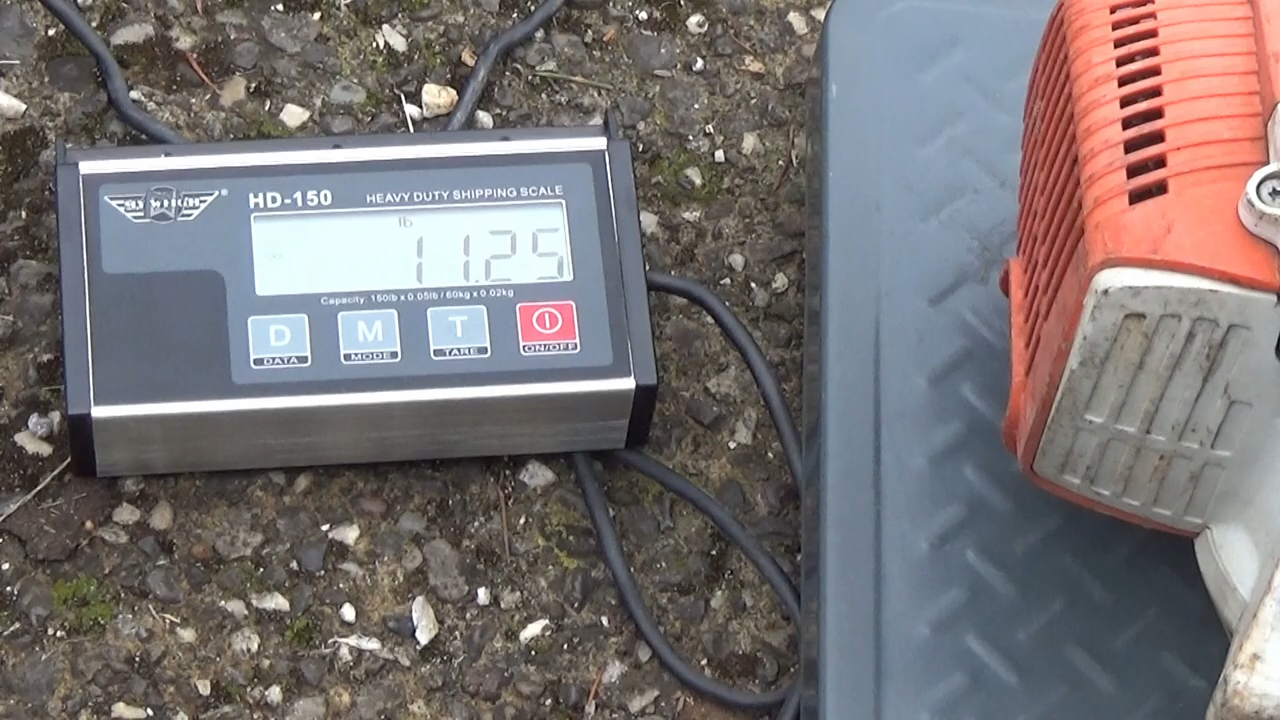 HD-150
HEAVY DUTY SHIPPING SCALE
lb
11.25
Capacity: 150lb x 0.05lb / 60kg x 0.02kg
D
M
T
DATA
MODE
TARE
ON/OFF